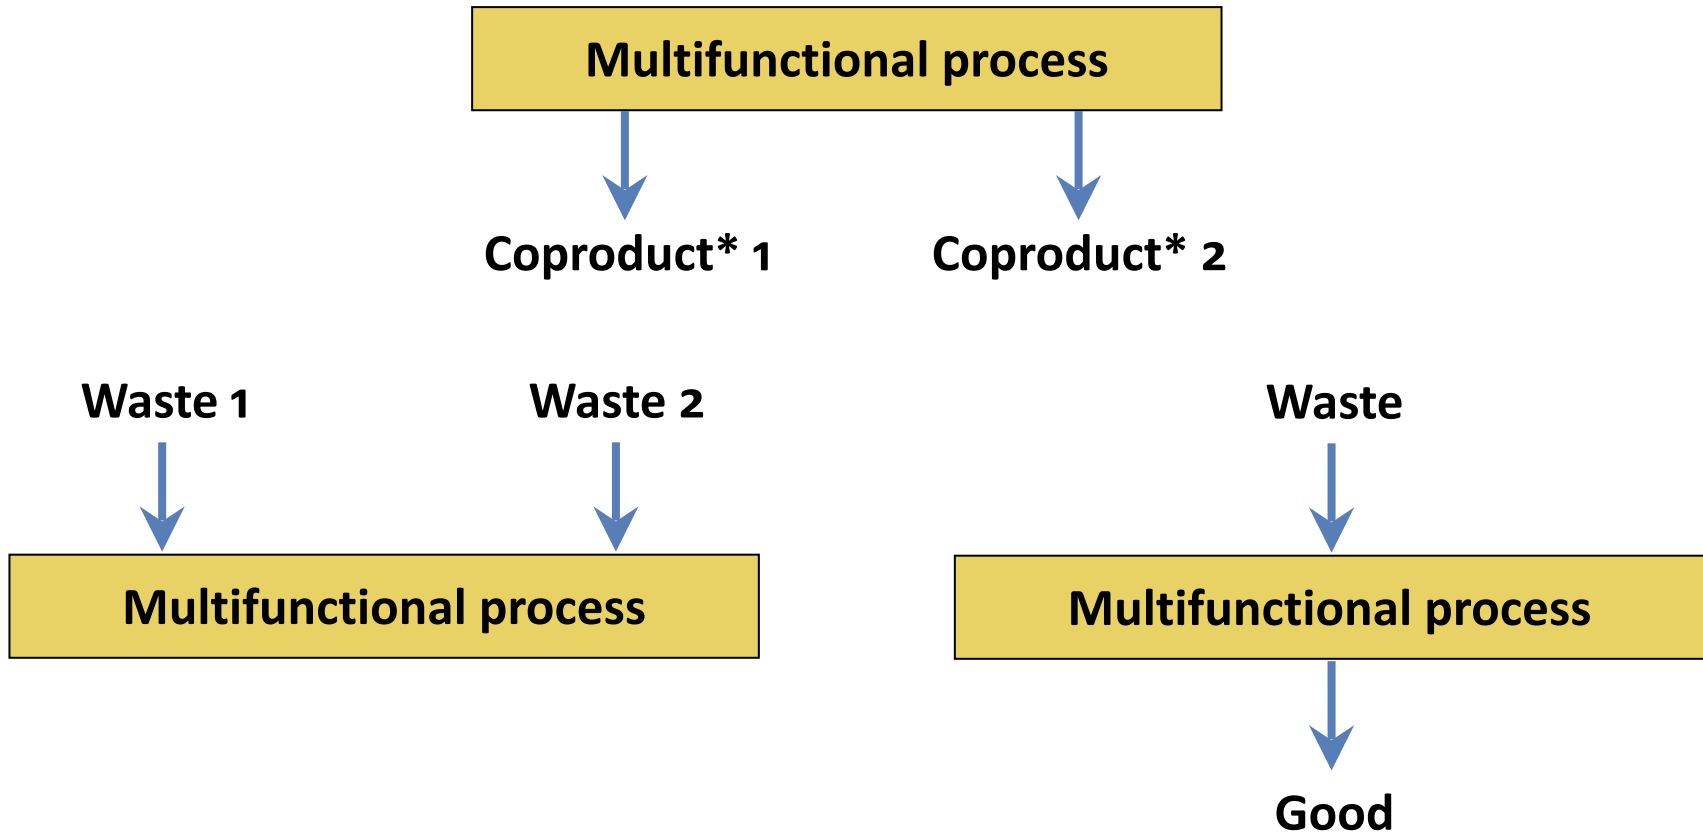 Multifunctional process
Coproduct* 1
Coproduct* 2
Waste 1
Waste 2
Waste
Multifunctional process
Multifunctional process
Good